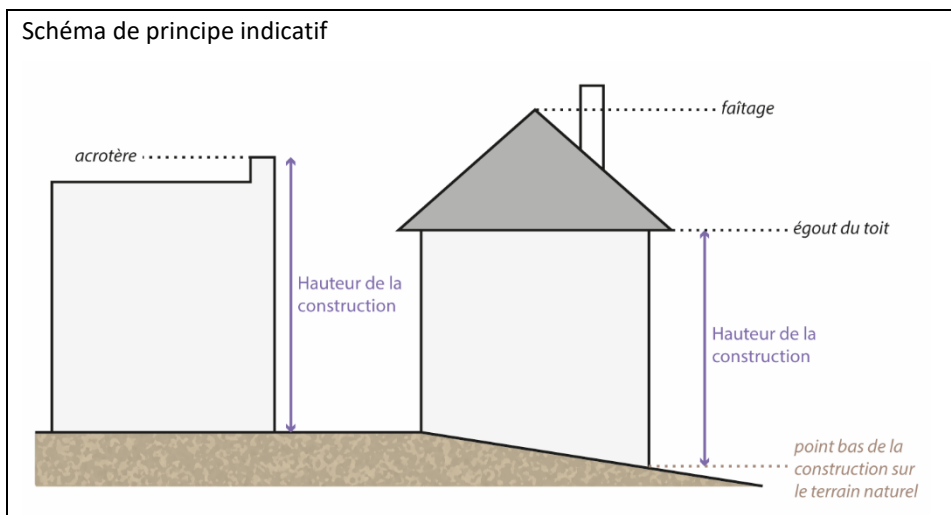 Schéma de principe indicatif
faîtage
acrotère
égout du toit
Hauteur de la
construction
Hauteur de la
construction
point bas de la
construction sur
le terrain naturel